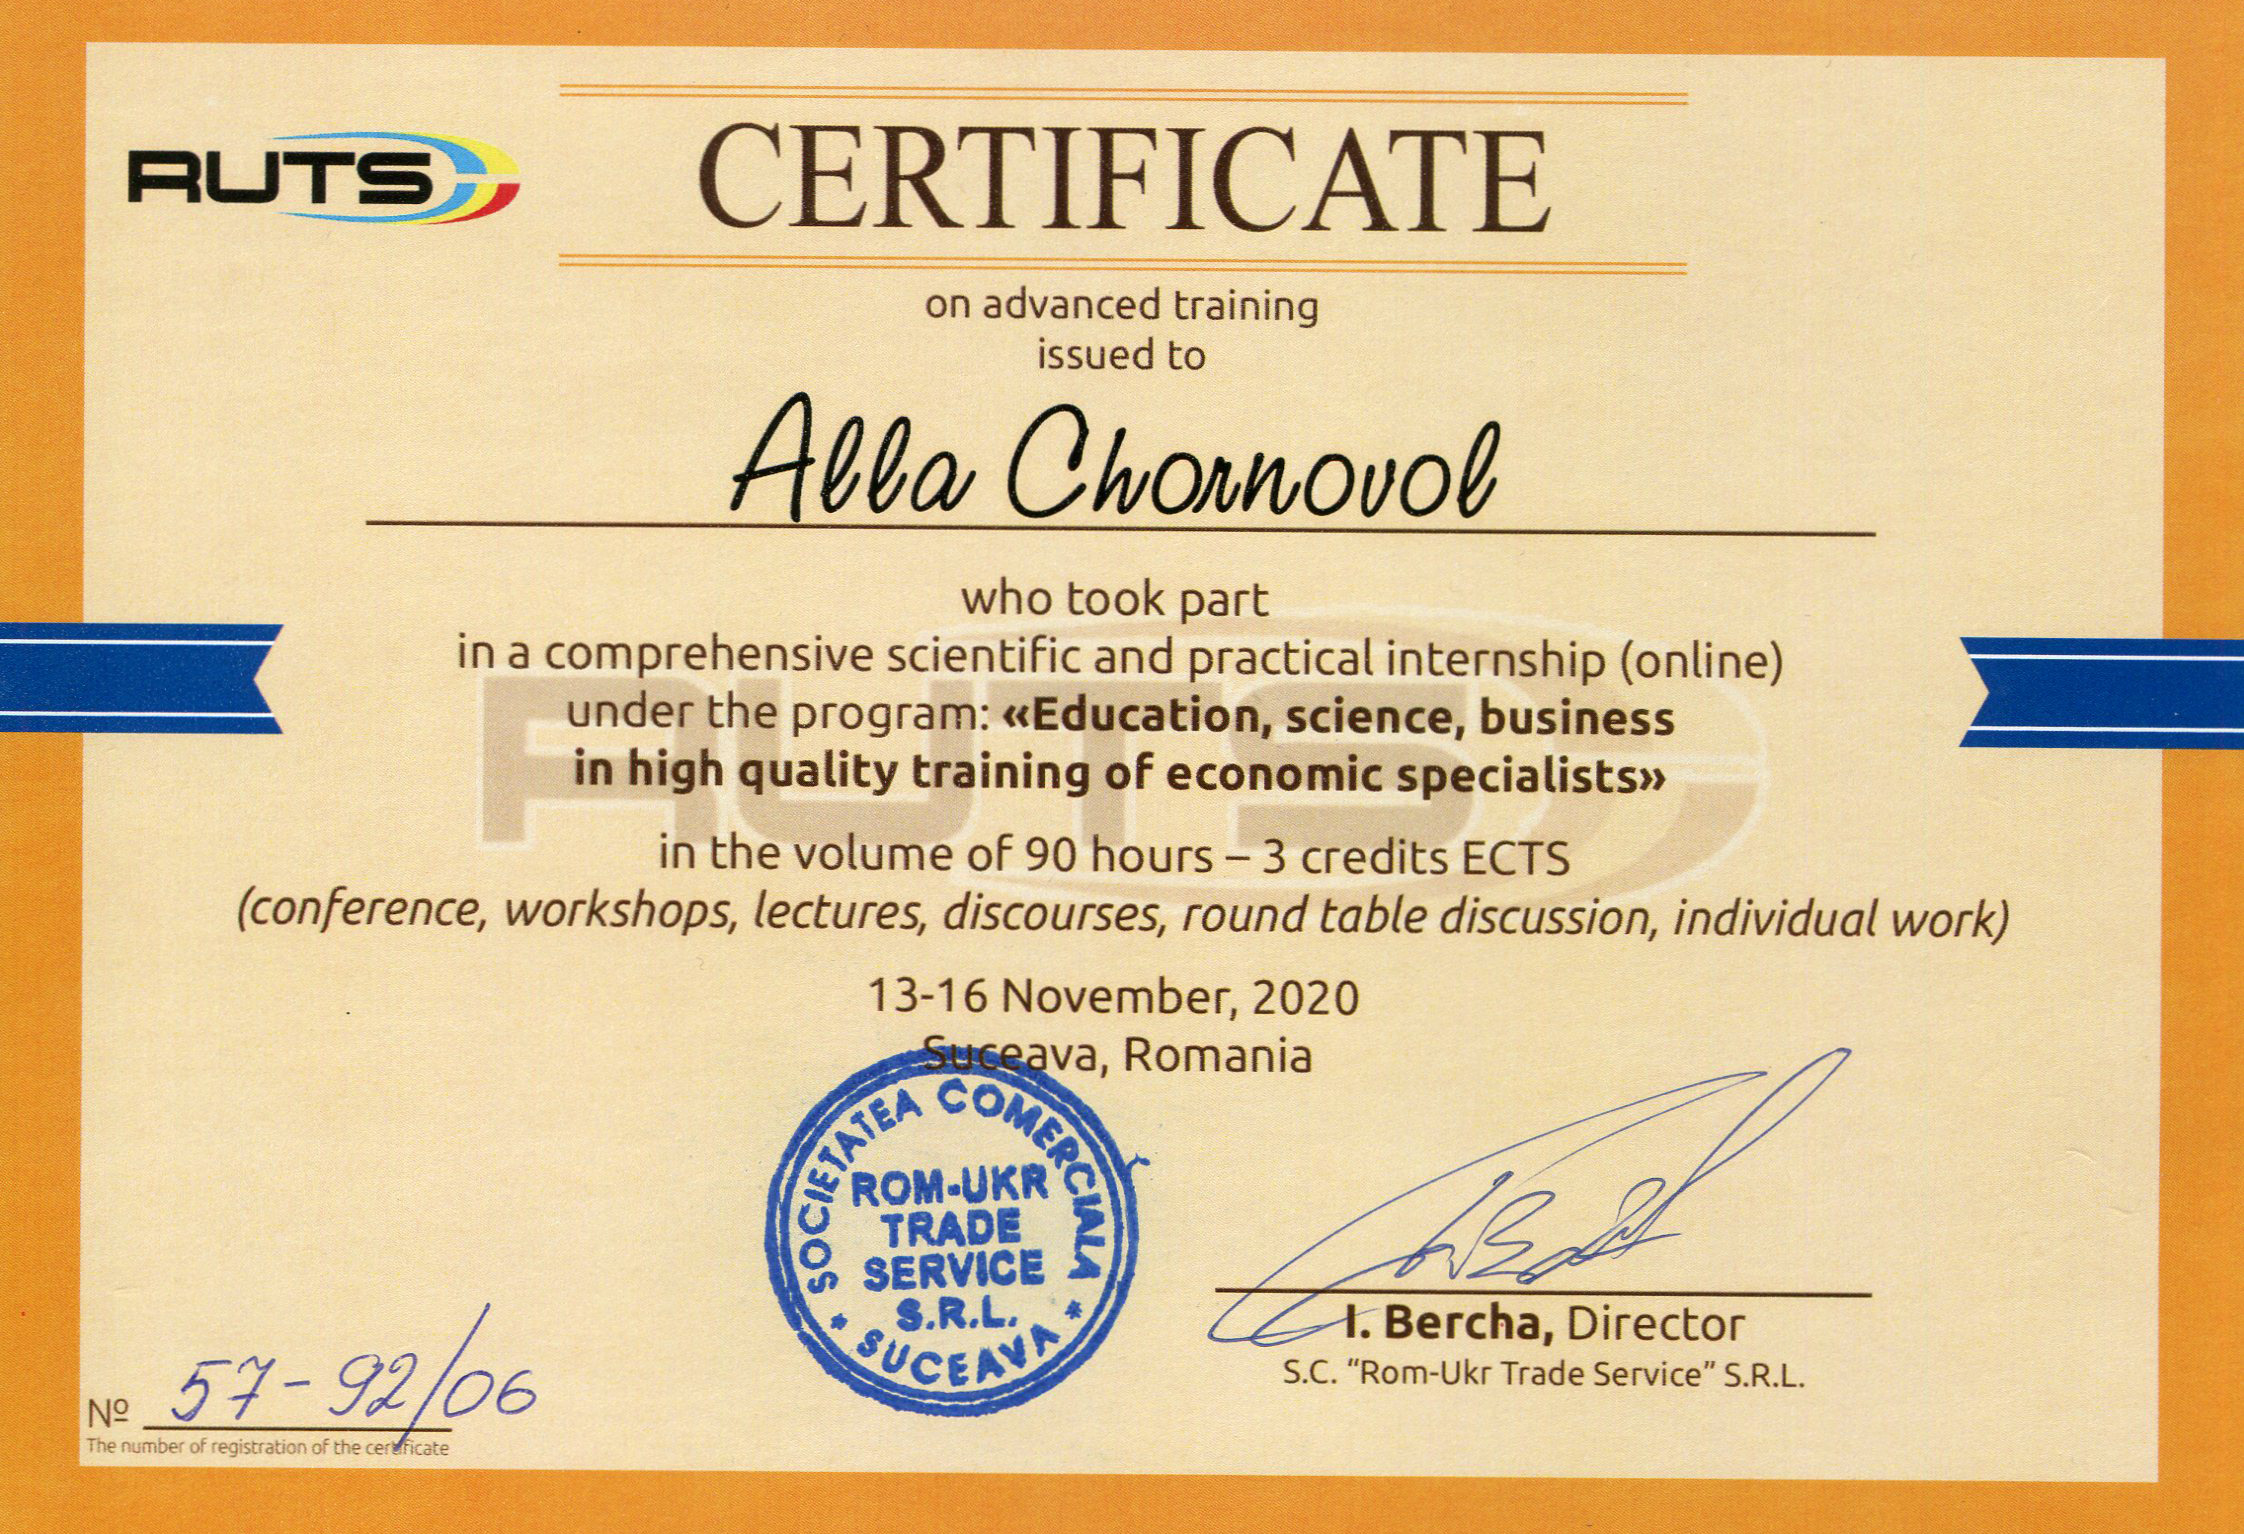 RUTS
CERTIFICATE
on advanced training
issued to
Alla Chornovol
who took part
in a comprehensive scientific and practical internship (online)
under the program: «Education, science, business
in high quality training of economic specialists»
in the volume of 90 hours – 3 credits ECTS
(conference, workshops, lectures, discourses, round table discussion, individual work)
13-16 November, 2020
Suceava, Romania
SOCIETATEA COMERCIALA
ROM-UKR
TRADE
SERVICE
S.R.L.
* SUCEAVA *
I. Bercha, Director
S.C. “Rom-Ukr Trade Service” S.R.L.
№ 57-92/06
The number of registration of the certificate